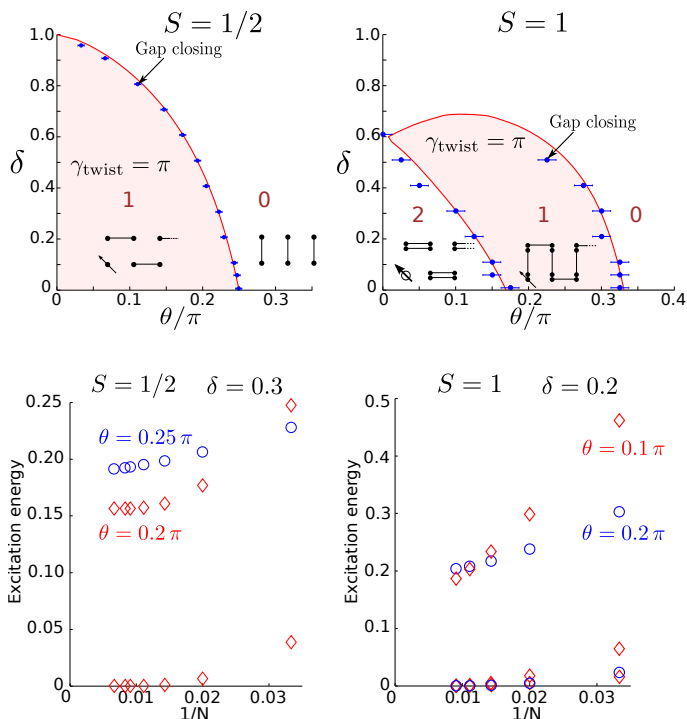 S = 1/2
Gap closing
1.0
0.8
0.6
0.4
0.2
0
δ
γtwist = π
1
0
0
0.1
0.2
0.3
θ/π
S = 1
Gap closing
1.0
0.8
0.6
0.4
0.2
0
δ
γtwist = π
2
1
0
0
0.1
0.2
0.3
0.4
θ/π
S = 1/2 δ = 0.3
0.25
0.20
0.15
0.10
0.05
0
Excitation energy
θ = 0.25 π
θ = 0.2 π
0
0.01
0.02
0.03
1/N
S = 1 δ = 0.2
0.5
0.4
0.3
0.2
0.1
0
Excitation energy
θ = 0.1 π
θ = 0.2 π
0
0.01
0.02
0.03
1/N